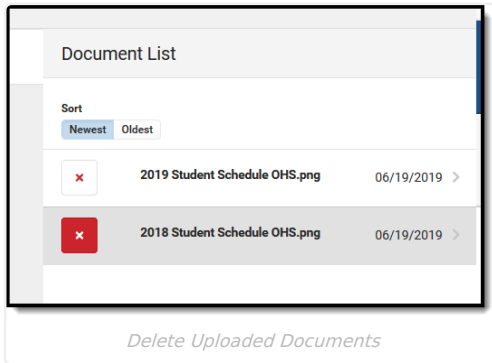 Document List
Sort
Newest Oldest
2019 Student Schedule OHS.png 06/19/2019
2018 Student Schedule OHS.png 06/19/2019
Delete Uploaded Documents